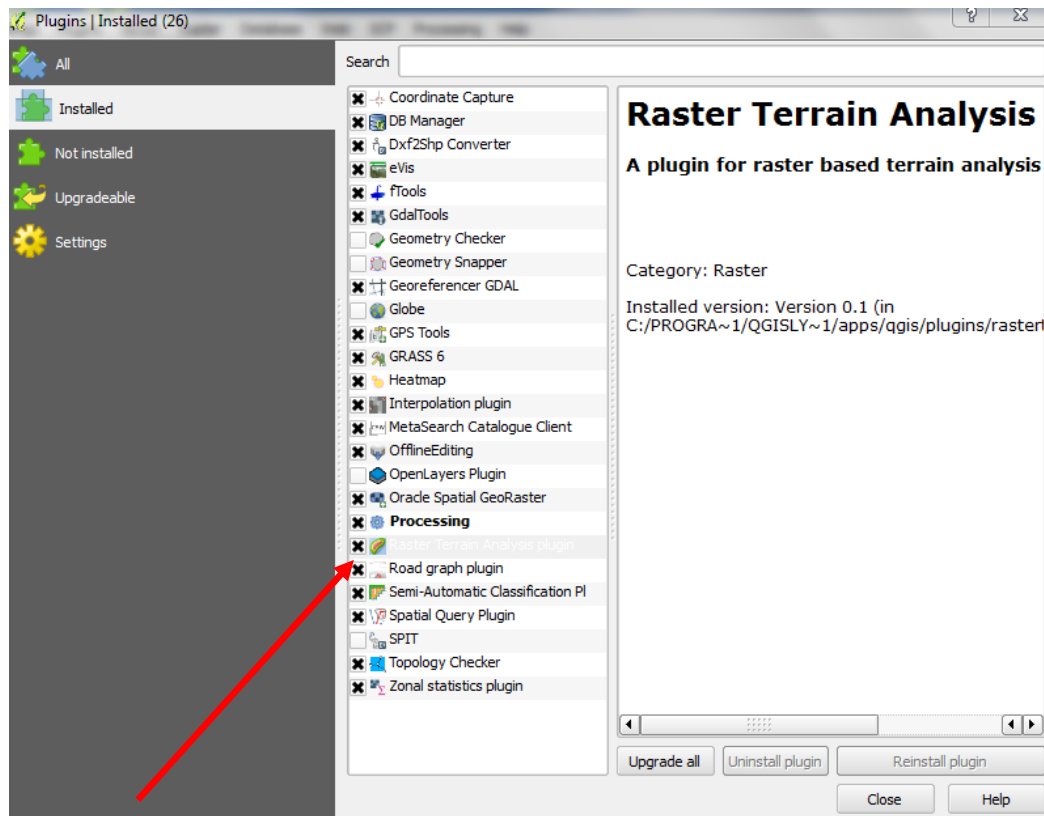 Plugins | Installed (26)
All
Installed
Not installed
Upgradeable
Settings
Search
Coordinate Capture
DB Manager
Dxf2Shp Converter
eVis
fTools
GdalTools
Geometry Checker
Geometry Snapper
Georeferencer GDAL
Globe
GPS Tools
GRASS 6
Heatmap
Interpolation plugin
MetaSearch Catalogue Client
OfflineEditing
OpenLayers Plugin
Oracle Spatial GeoRaster
Processing
Raster Terrain Analysis plugin
Road graph plugin
Semi-Automatic Classification Pl
Spatial Query Plugin
SPIT
Topology Checker
Zonal statistics plugin
Raster Terrain Analysis
A plugin for raster based terrain analysis
Category: Raster
Installed version: Version 0.1 (in
C:/PROGRA~1/QGISLY~1/apps/qgis/plugins/rastert
Upgrade all
Uninstall plugin
Reinstall plugin
Close
Help